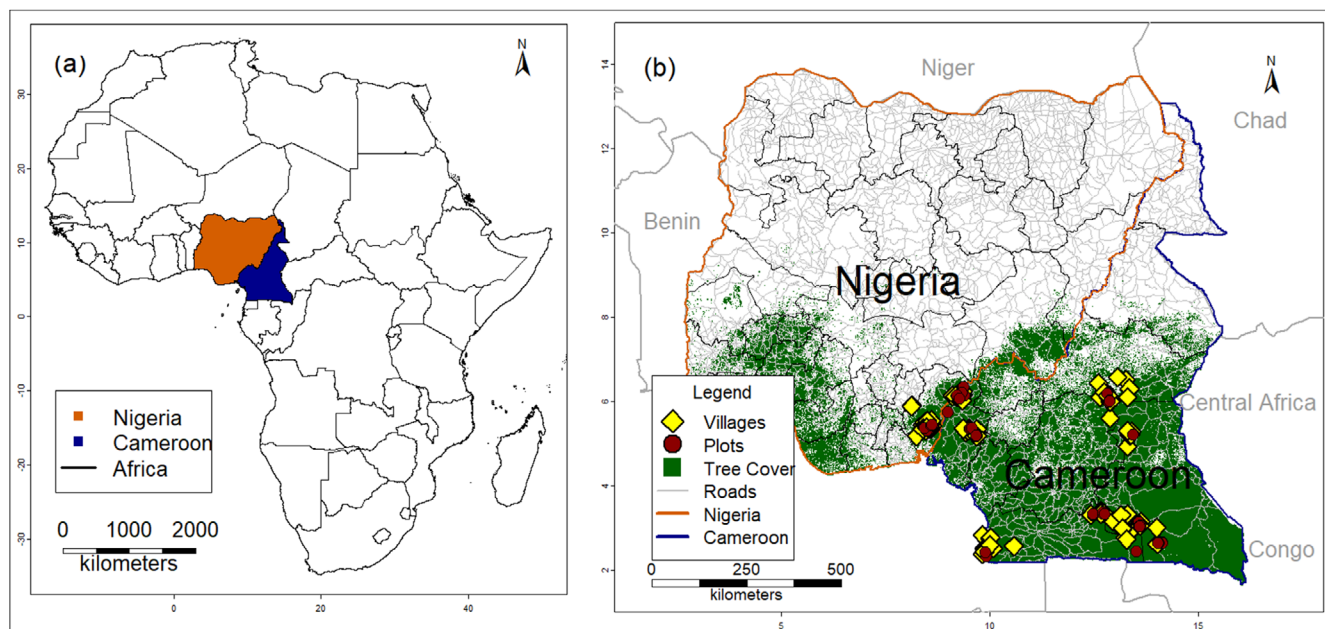 (a)
N
30
20
10
0
-10
-20
-30
Nigeria
Cameroon
Africa
0 1000 2000
kilometers
0 20 40
(b)
Niger
N
14
Chad
12
Benin
10
Nigeria
8
Legend
Villages
Plots
Tree Cover
Roads
Nigeria
Cameroon
0 250 500
kilometers
6
Central Africa
Cameroon
4
Congo
2
5 10 15